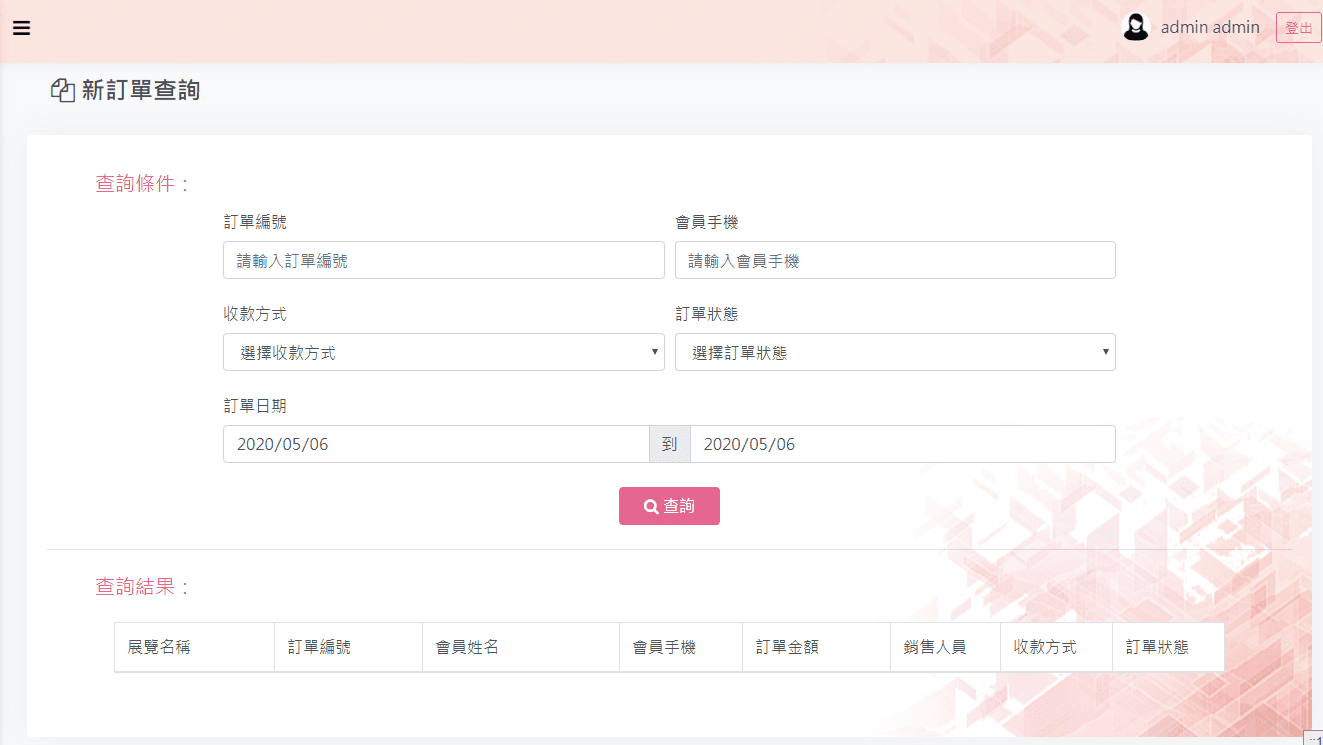 admin admin 登出
新訂單查詢
查詢條件：
訂單編號 會員手機
請輸入訂單編號 請輸入會員手機
收款方式 訂單狀態
選擇收款方式 選擇訂單狀態
訂單日期
2020/05/06 到 2020/05/06
查詢
查詢結果：
展覽名稱 訂單編號 會員姓名 會員手機 訂單金額 銷售人員 收款方式 訂單狀態
::1